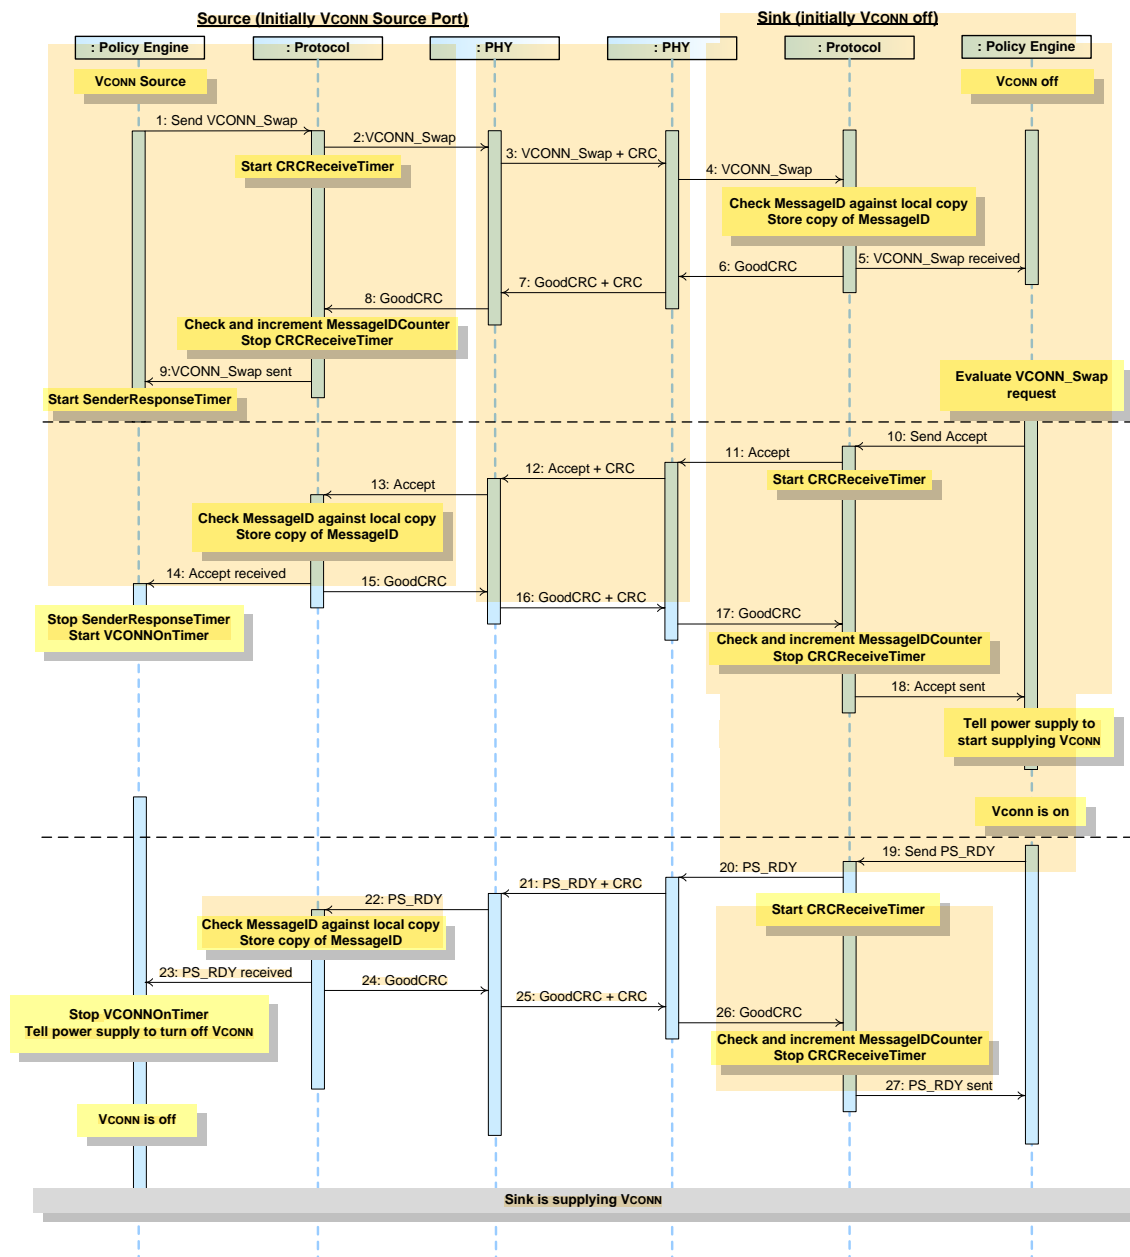 Source (Initially VCONN Source Port)
Sink (initially VCONN off)
: Policy Engine
: Protocol
: PHY
: PHY
: Protocol
: Policy Engine
VCONN Source
VCONN off
1: Send VCONN_Swap
2:VCONN_Swap
3: VCONN_Swap + CRC
Start CRCReceiveTimer
4: VCONN_Swap
Check MessageID against local copy
Store copy of MessageID
5: VCONN_Swap received
6: GoodCRC
7: GoodCRC + CRC
8: GoodCRC
Check and increment MessageIDCounter
Stop CRCReceiveTimer
9:VCONN_Swap sent
Start SenderResponseTimer
Evaluate VCONN_Swap
request
10: Send Accept
11: Accept
Start CRCReceiveTimer
12: Accept + CRC
13: Accept
Check MessageID against local copy
Store copy of MessageID
14: Accept received
15: GoodCRC
16: GoodCRC + CRC
Stop SenderResponseTimer
Start VCONNOnTimer
17: GoodCRC
Check and increment MessageIDCounter
Stop CRCReceiveTimer
18: Accept sent
Tell power supply to
start supplying VCONN
Vconn is on
19: Send PS_RDY
20: PS_RDY
21: PS_RDY + CRC
22: PS_RDY
Start CRCReceiveTimer
Check MessageID against local copy
Store copy of MessageID
23: PS_RDY received
24: GoodCRC
25: GoodCRC + CRC
Stop VCONNOnTimer
Tell power supply to turn off VCONN
26: GoodCRC
Check and increment MessageIDCounter
Stop CRCReceiveTimer
27: PS_RDY sent
VCONN is off
Sink is supplying VCONN